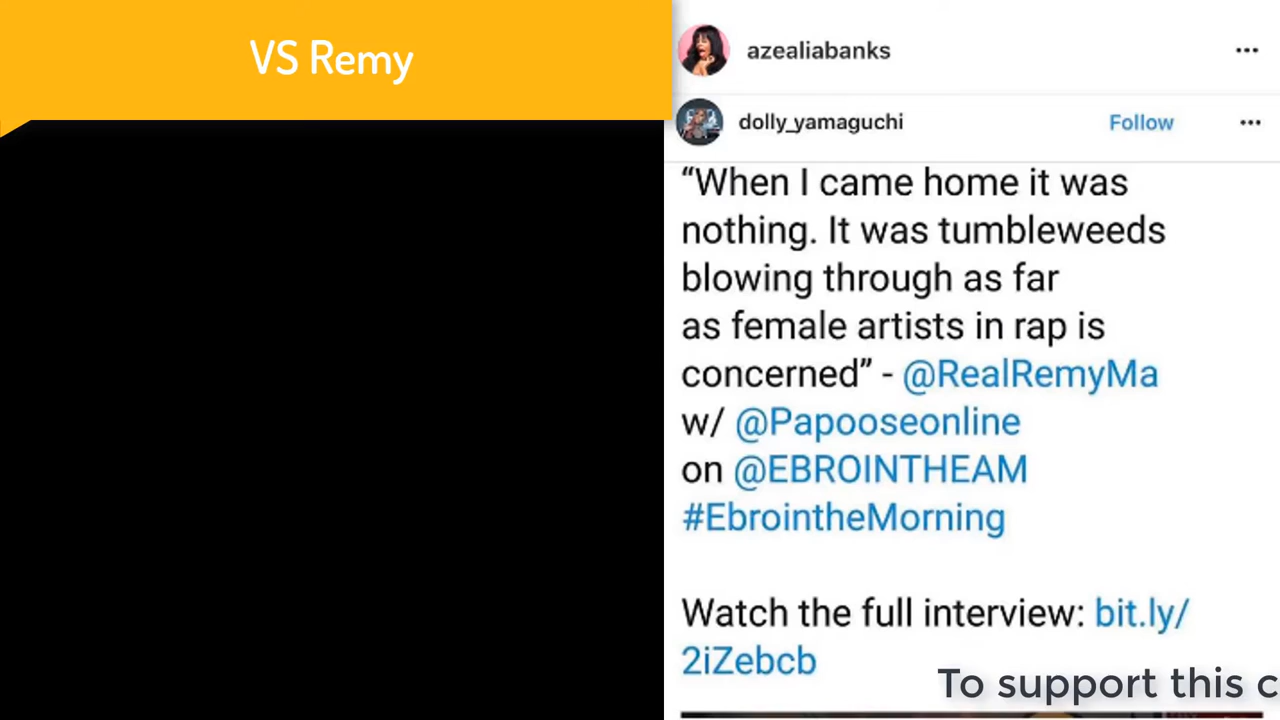 VS Remy
azealiabanks
dolly_yamaguchi
Follow
“When I came home it was
nothing. It was tumbleweeds
blowing through as far
as female artists in rap is
concerned” - @RealRemyMa
w/ @Papooseonline
on @EBROINTHEAM
#EbrointheMorning
Watch the full interview: bit.ly/
2iZebcb
To support this c